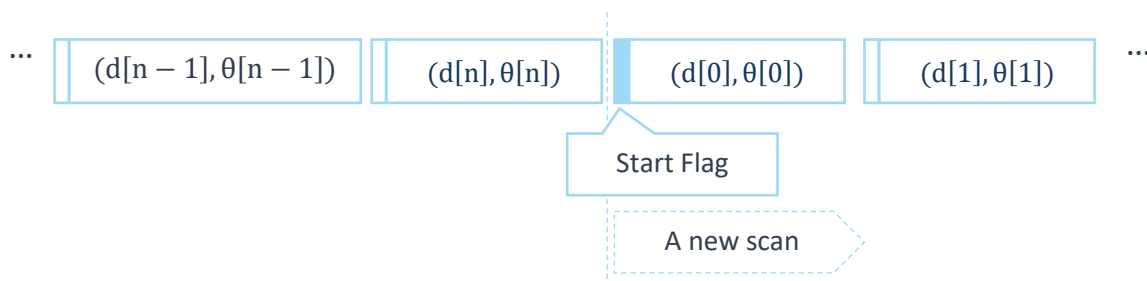 ... (d[n − 1], θ[n − 1]) (d[n], θ[n]) (d[0], θ[0]) (d[1], θ[1]) ...
Start Flag
A new scan